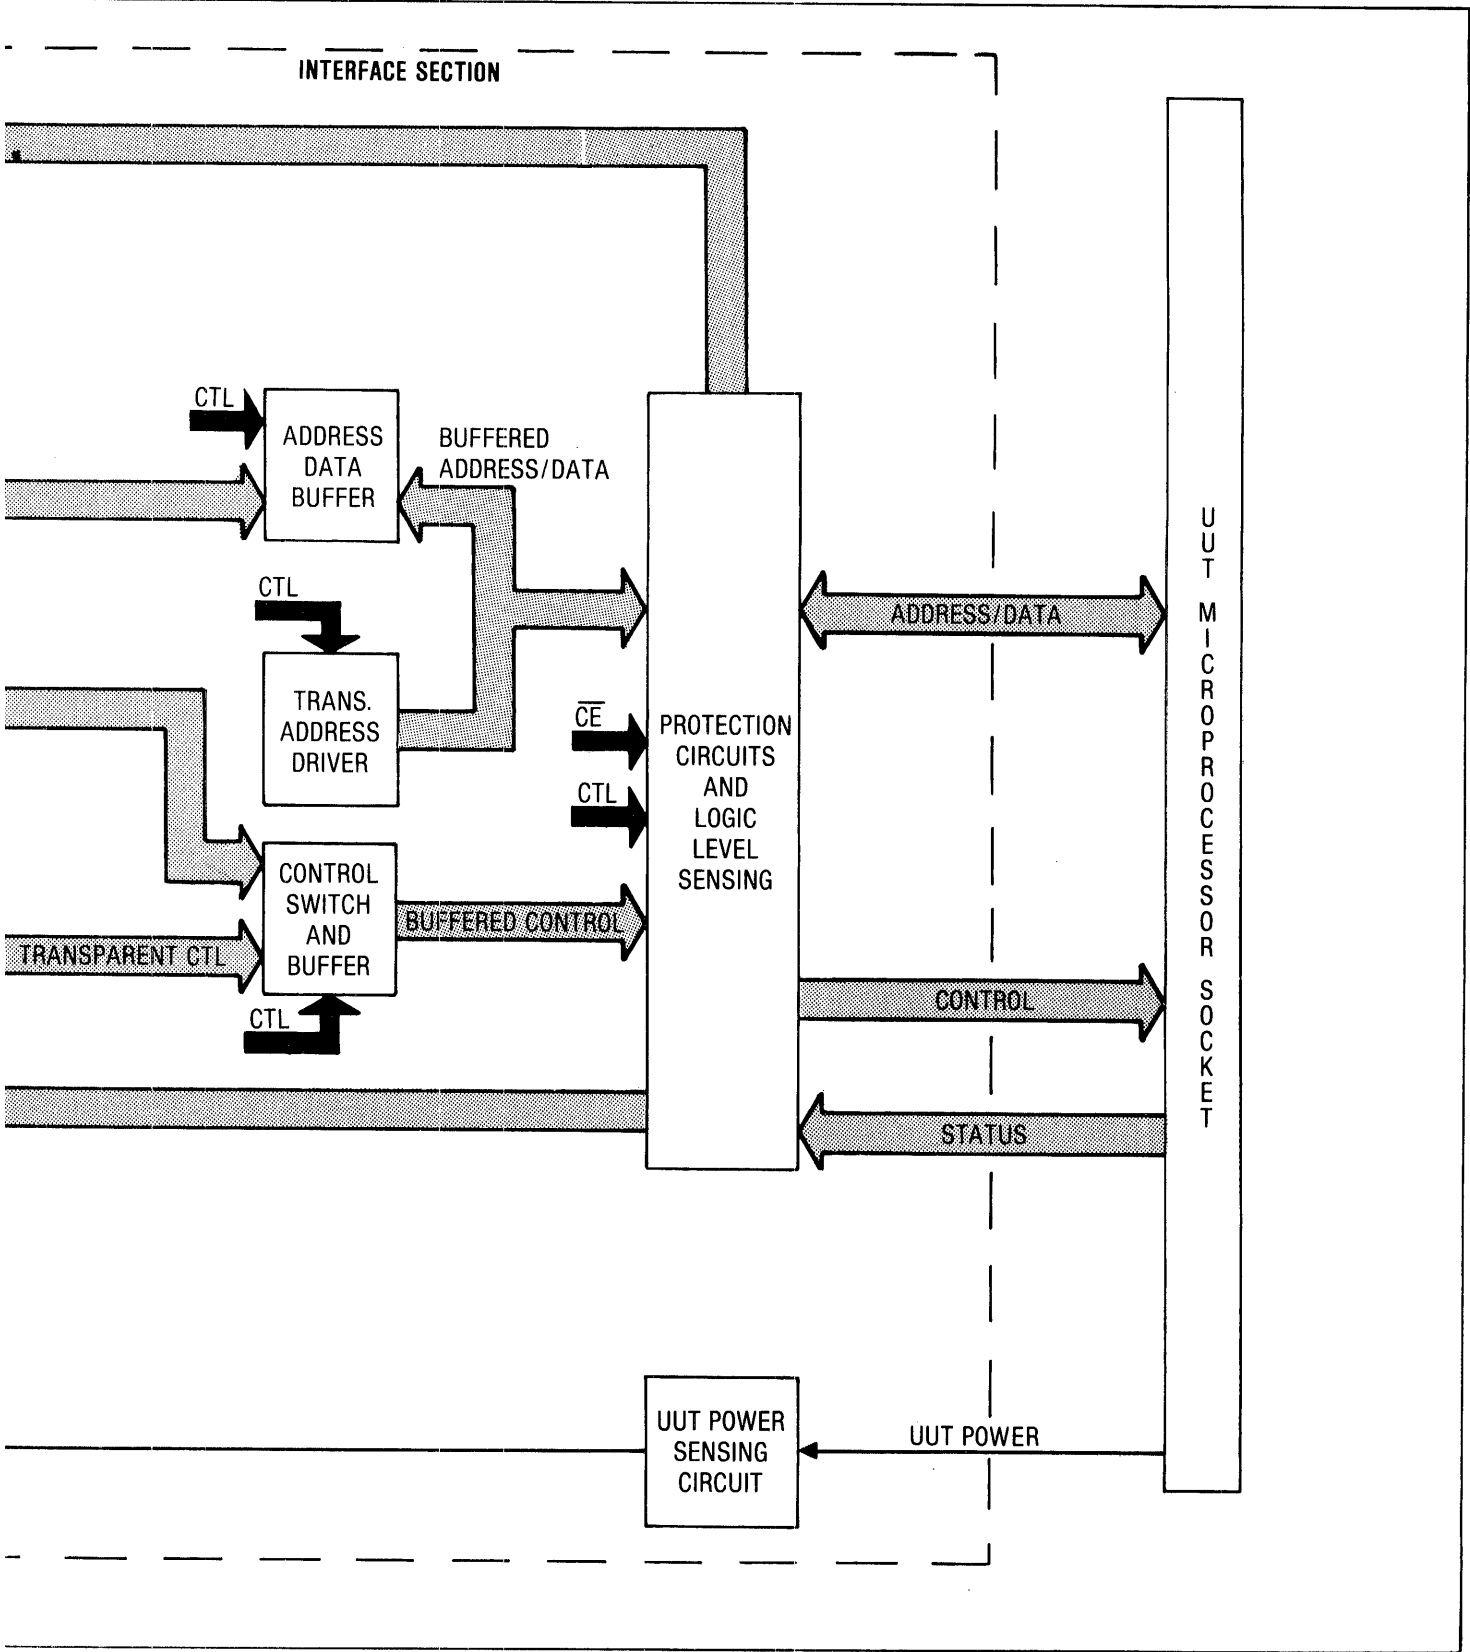 INTERFACE SECTION
CTL
ADDRESS
DATA
BUFFER
BUFFERED
ADDRESS/DATA
CTL
TRANS.
ADDRESS
DRIVER
CE
CTL
PROTECTION
CIRCUITS
AND
LOGIC
LEVEL
SENSING
ADDRESS/DATA
UUT MICROPROCESSOR SOCKET
CONTROL
SWITCH
AND
BUFFER
BUFFERED CONTROL
TRANSPARENT CTL
CTL
CONTROL
STATUS
UUT POWER
SENSING
CIRCUIT
UUT POWER